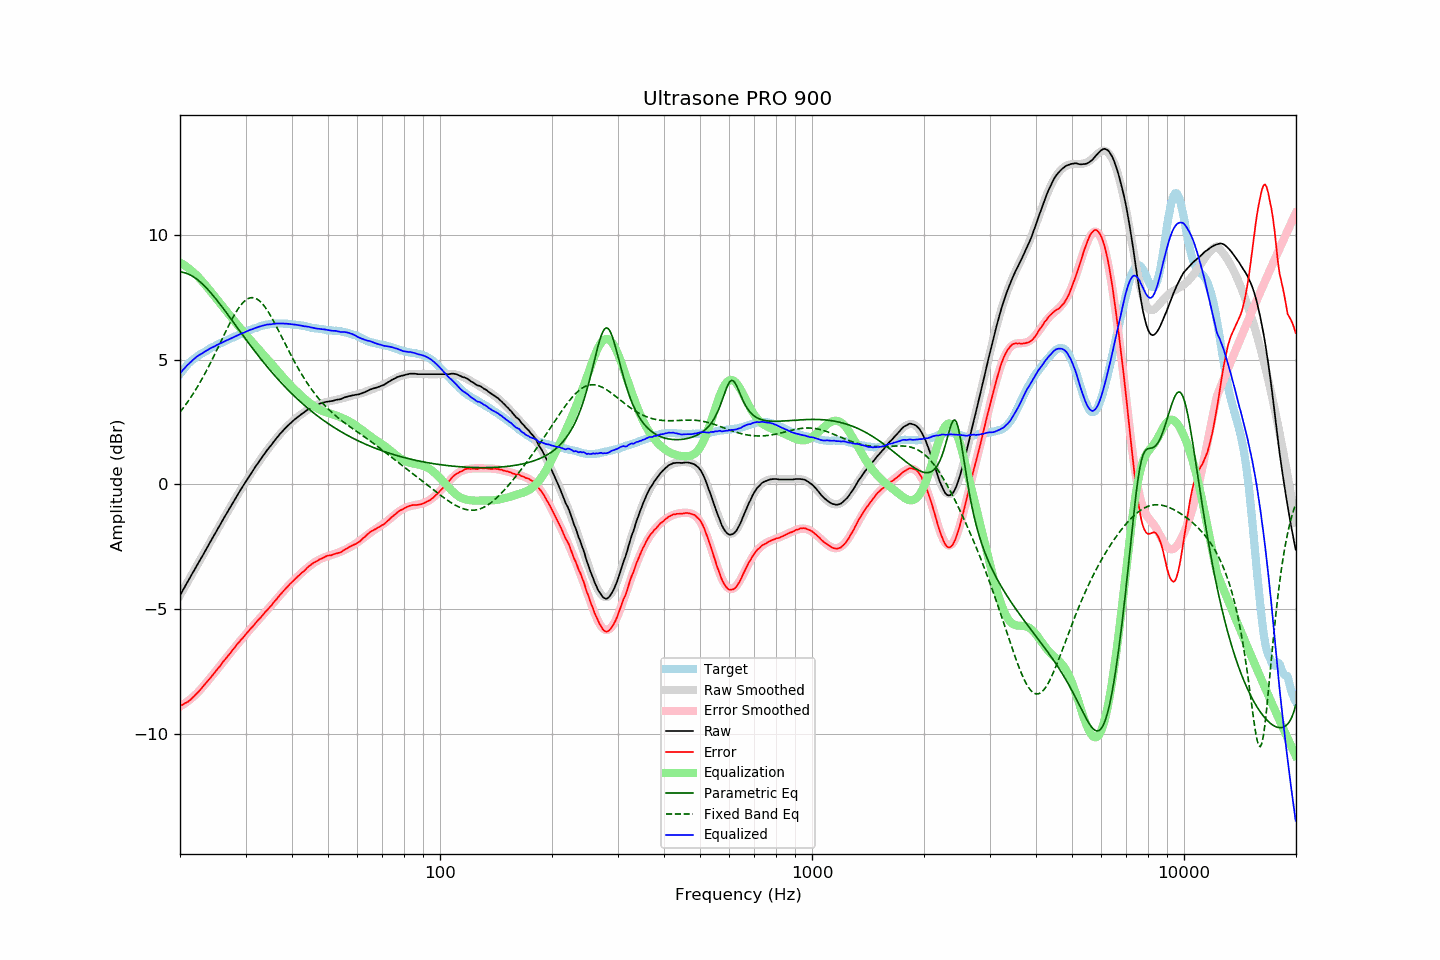 Ultrasone PRO 900
Amplitude (dBr)
10
5
0
−5
−10
Target
Raw Smoothed
Error Smoothed
Raw
Error
Equalization
Parametric Eq
Fixed Band Eq
Equalized
100
1000
10000
Frequency (Hz)